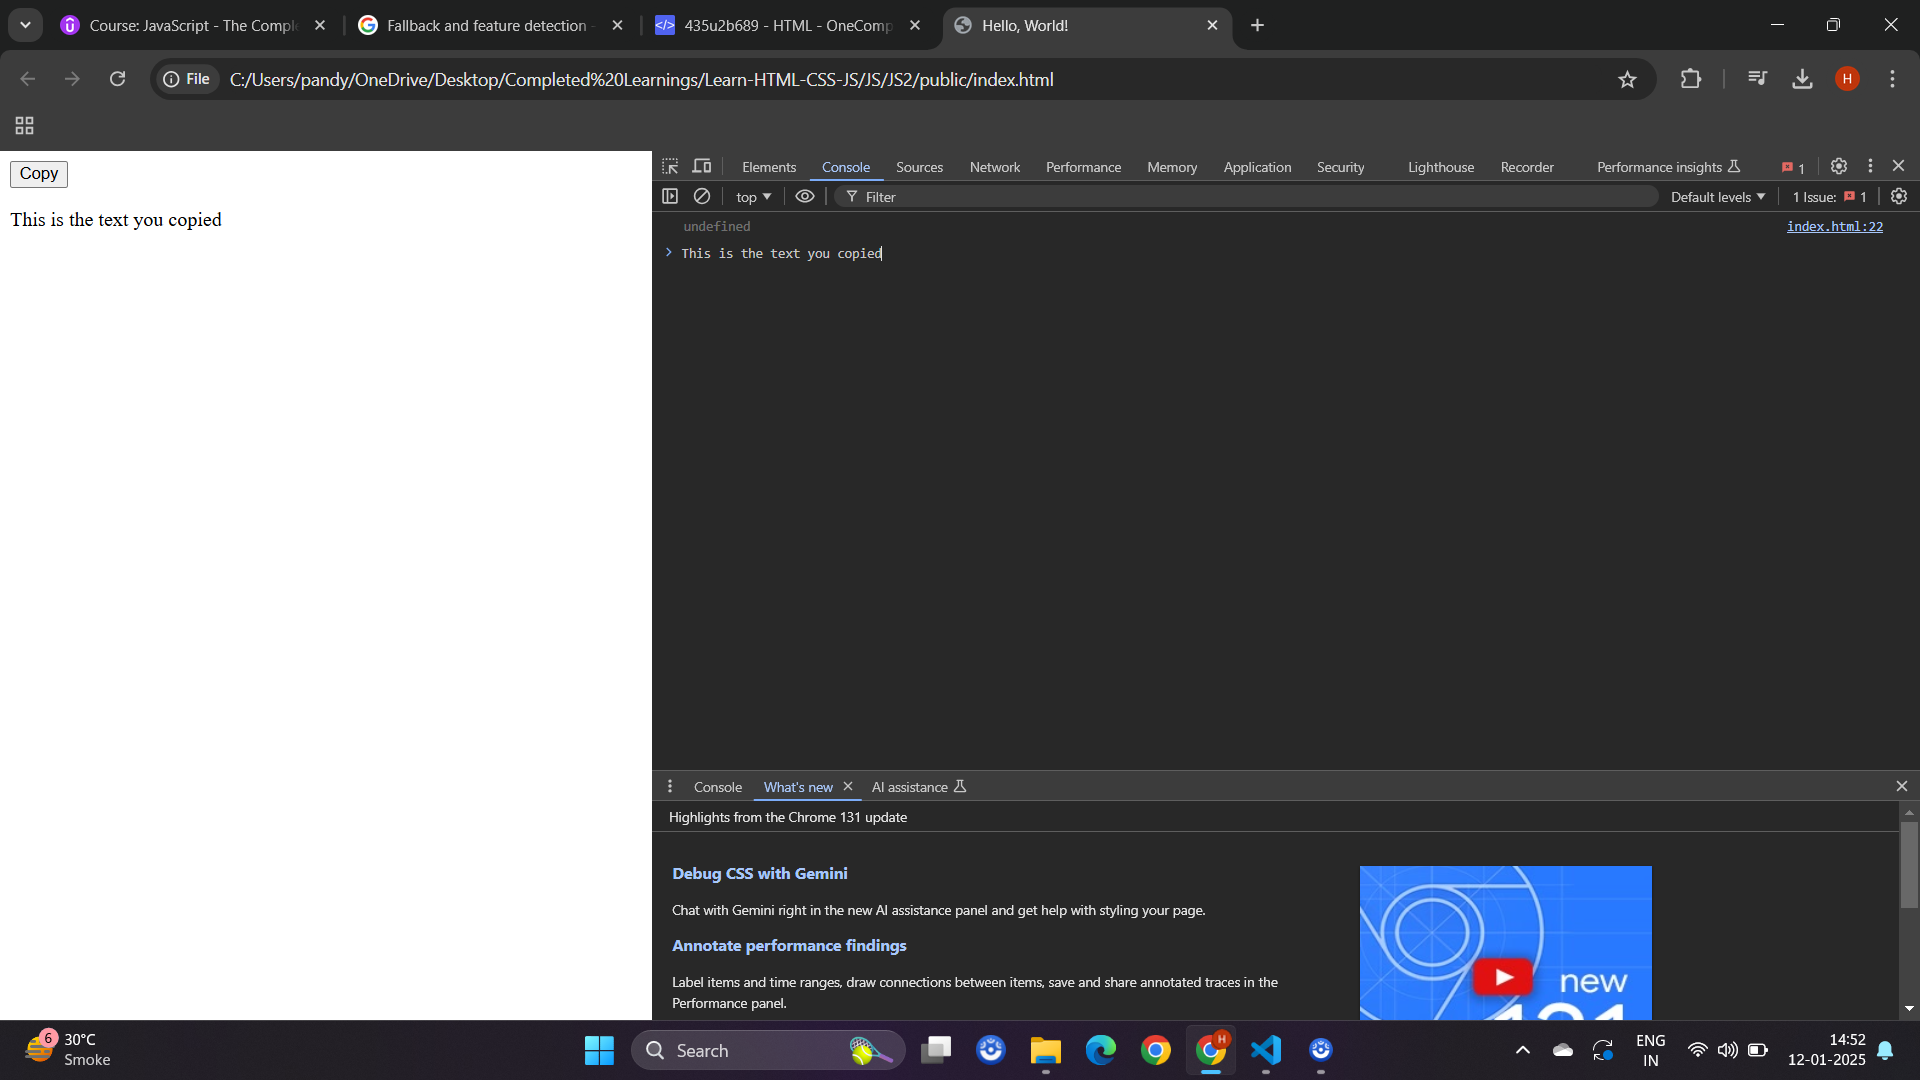 Course: JavaScript - The Compl
Fallback and feature detection -
435u2b689 - HTML - OneComp
Hello, World!
File
C:/Users/pandy/OneDrive/Desktop/Completed%20Learnings/Learn-HTML-CSS-JS/JS/JS2/public/index.html
H
Copy
This is the text you copied
Elements
Console
Sources
Network
Performance
Memory
Application
Security
Lighthouse
Recorder
Performance insights
1
top
Filter
Default levels
1 Issue:
1
undefined
index.html:22
This is the text you copied
Console
What's new
AI assistance
Highlights from the Chrome 131 update
Debug CSS with Gemini
Chat with Gemini right in the new AI assistance panel and get help with styling your page.
Annotate performance findings
Label items and time ranges, draw connections between items, save and share annotated traces in the
Performance panel.
new
131
6
30°C
Smoke
Search
H
ENG
IN
14:52
12-01-2025